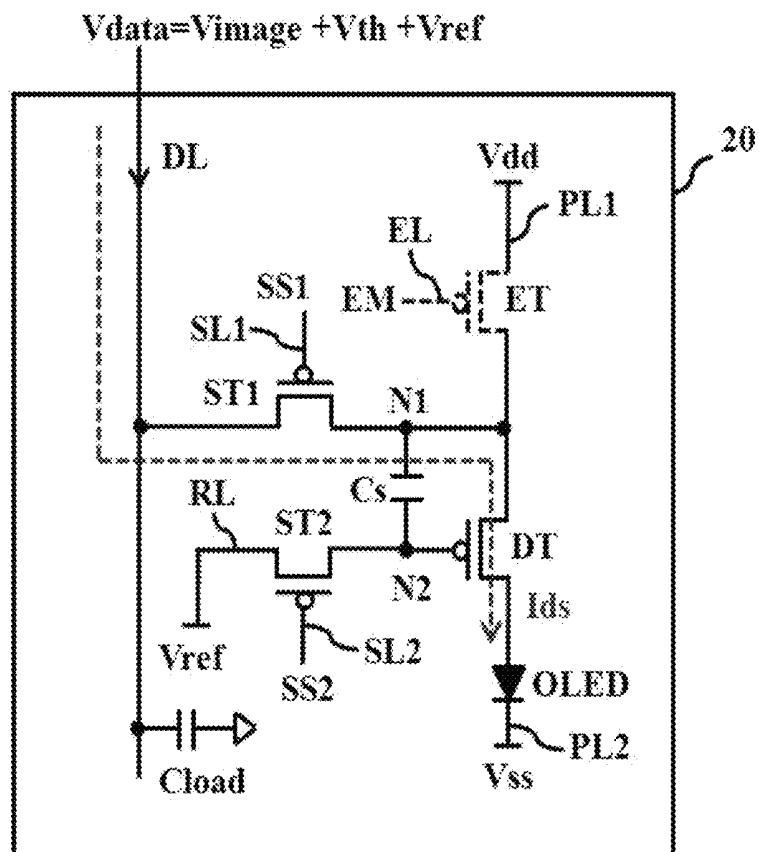 Vdata=Vimage +Vth +Vref
20
DL
Vdd
PL1
EL
SS1
EM
ET
SL1
ST1
N1
Cs
RL
ST2
DT
N2
Ids
Vref
SL2
SS2
OLED
PL2
Cload
Vss